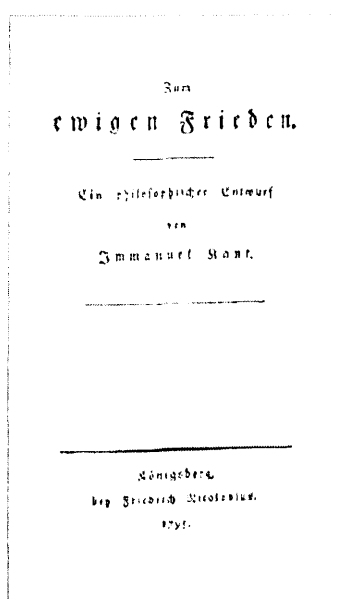 Zum
ewigen Frieden.
Ein philosophischer Entwurf
von
Immanuel Kant.
Königsberg,
bey Friedrich Nicolovius.
1795.